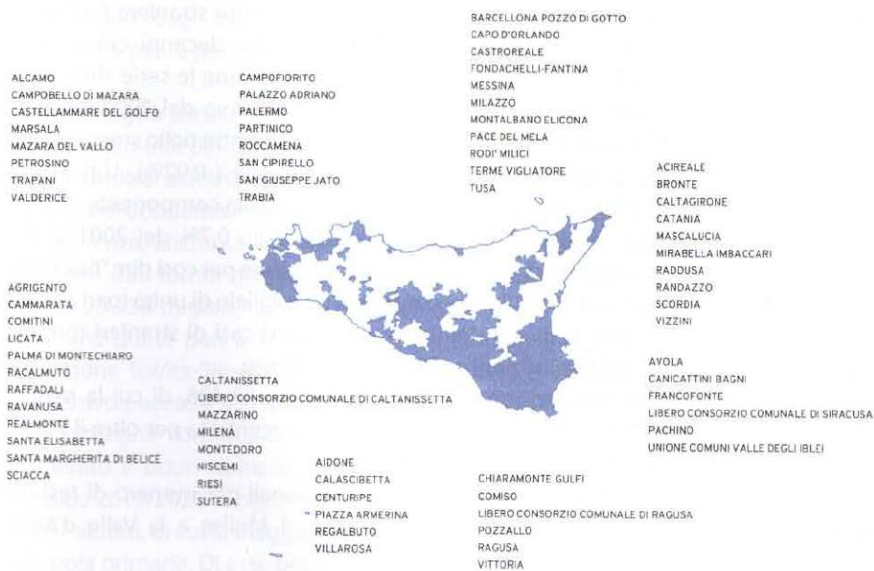 BARCELLONA POZZO DI GOTTO
CAPO D'ORLANDO
CASTROREALE
FONDACHELLI-FANTINA
MESSINA
MILAZZO
MONTALBANO ELICONA
PACE DEL MELA
RODI' MILICI
TERME VIGLIATORE
TUSA
ALCAMO
CAMPOBELLO DI MAZARA
CASTELLAMMARE DEL GOLFO
MARSALA
MAZARA DEL VALLO
PETROSINO
TRAPANI
VALDERICE
CAMPOFIORITO
PALAZZO ADRIANO
PALERMO
PARTINICO
ROCCAMENA
SAN CIPIRELLO
SAN GIUSEPPE JATO
TRABIA
ACIREALE
BRONTE
CALTAGIRONE
CATANIA
MASCALUCIA
MIRABELLA IMBACCARI
RADDUSA
RANDAZZO
SCORDIA
VIZZINI
AGRIGENTO
CAMMARATA
COMITINI
LICATA
PALMA DI MONTECHIARO
RACALMUTO
RAFFADALI
RAVANUSA
REALMONTE
SANTA ELISABETTA
SANTA MARGHERITA DI BELICE
SCIACCA
CALTANISSETTA
LIBERO CONSORZIO COMUNALE DI CALTANISSETTA
MAZZARINO
MILENA
MONTEDORO
NISCEMI
RIESI
SUTERA
AIDONE
CALASCIBETTA
CENTURIPE
PIAZZA ARMERINA
REGALBUTO
VILLAROSA
CHIARAMONTE GULFI
COMISO
LIBERO CONSORZIO COMUNALE DI RAGUSA
POZZALLO
RAGUSA
VITTORIA
AVOLA
CANICATTINI BAGNI
FRANCOFONTE
LIBERO CONSORZIO COMUNALE DI SIRACUSA
PACHINO
UNIONE COMUNI VALLE DEGLI IBLEI